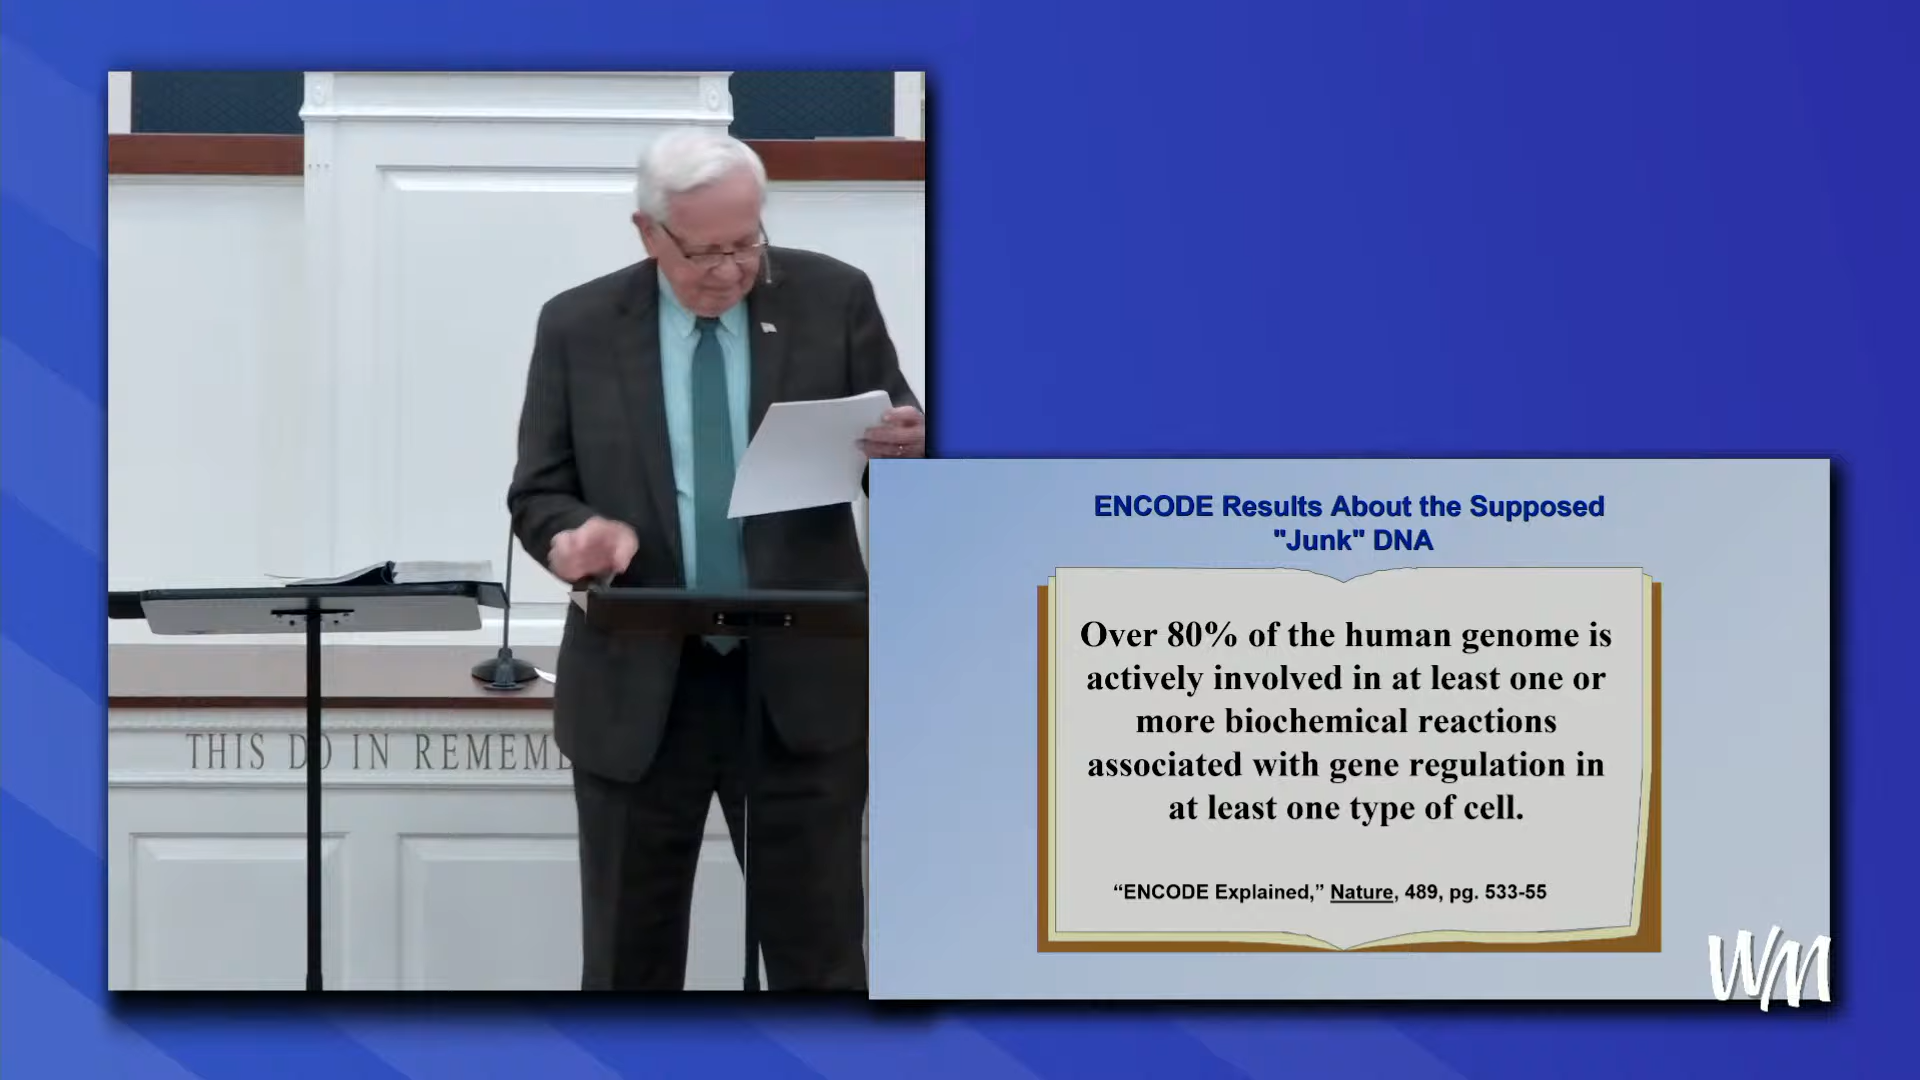 THIS DO IN REMEM
ENCODE Results About the Supposed
"Junk" DNA
Over 80% of the human genome is
actively involved in at least one or
more biochemical reactions
associated with gene regulation in
at least one type of cell.
“ENCODE Explained,” Nature, 489, pg. 533-55
WM